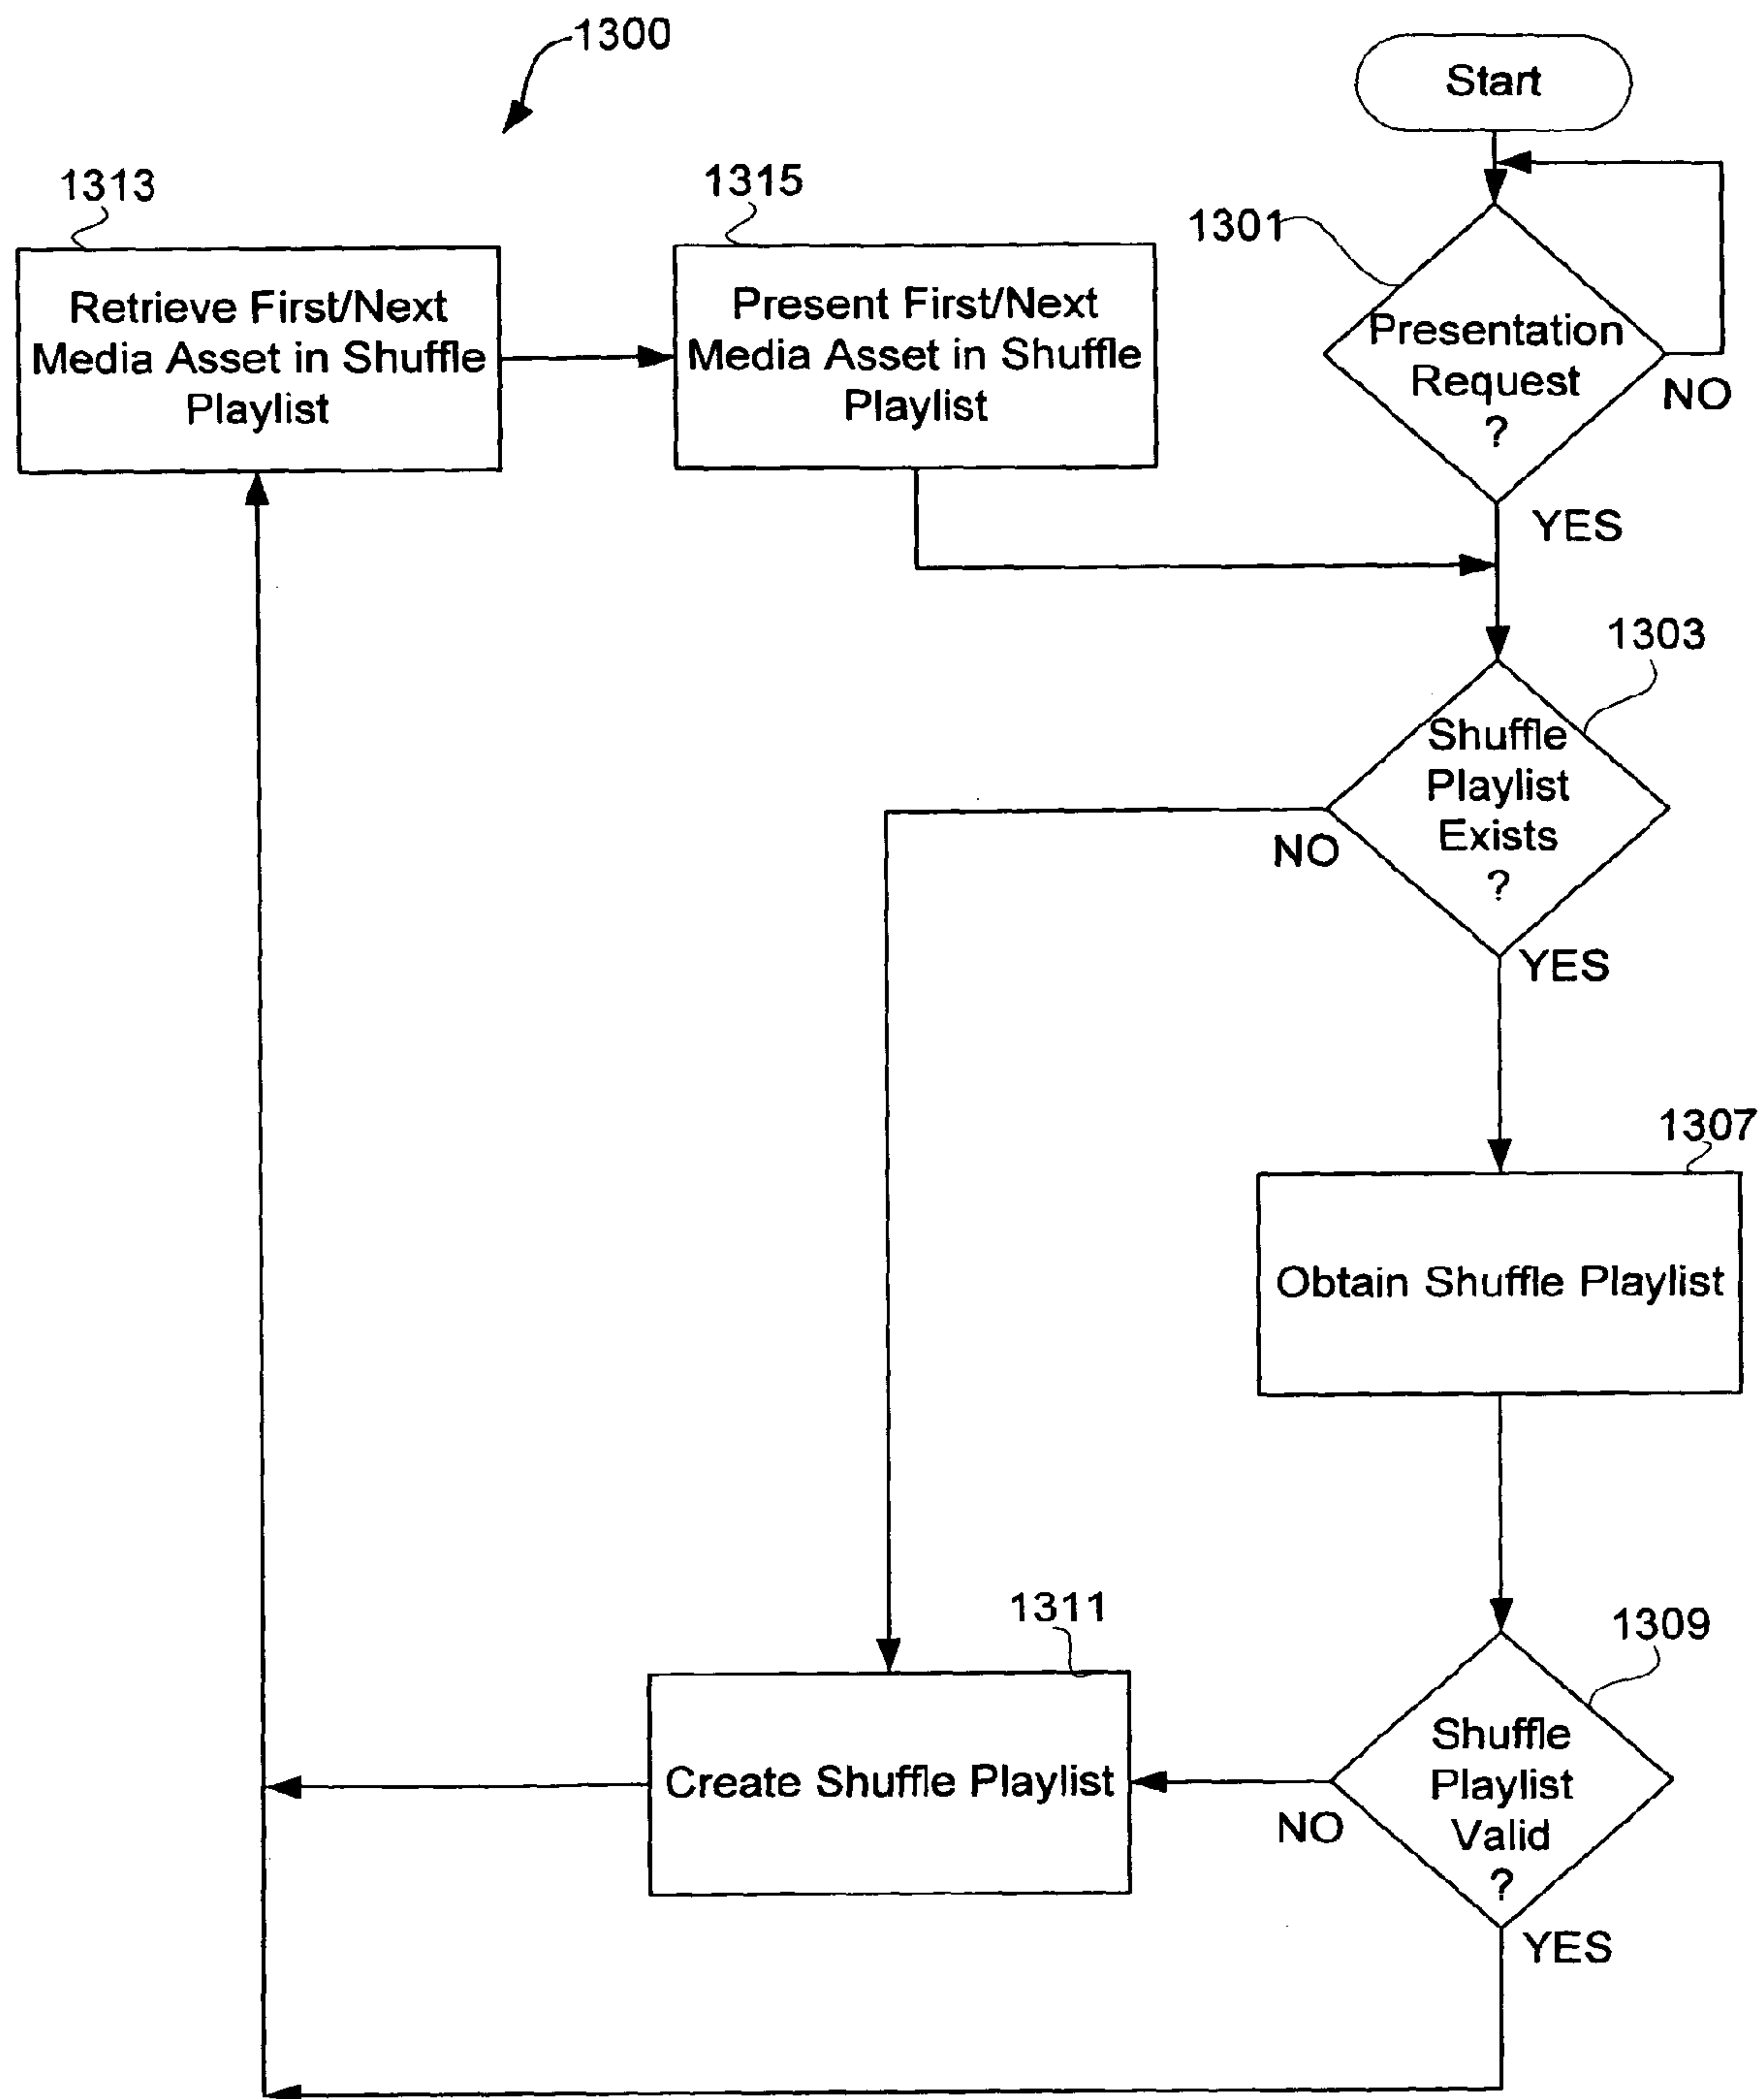 1300
Start
1313
Retrieve First/Next
Media Asset in Shuffle
Playlist
1315
Present First/Next
Media Asset in Shuffle
Playlist
1301
Presentation
Request
?
NO
YES
1303
Shuffle
Playlist
Exists
?
NO
YES
1307
Obtain Shuffle Playlist
1309
Shuffle
Playlist
Valid
?
NO
YES
1311
Create Shuffle Playlist